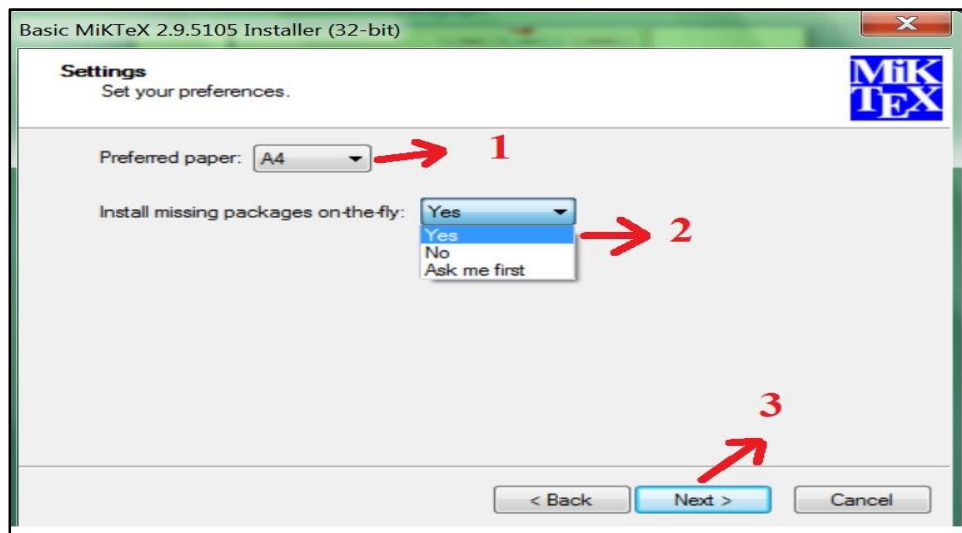 Basic MiKTeX 2.9.5105 Installer (32-bit)
Settings
Set your preferences.
MiK
TEX
Preferred paper: A4
1
Install missing packages on-the-fly: Yes
Yes
2
No
Ask me first
3
< Back Next > Cancel